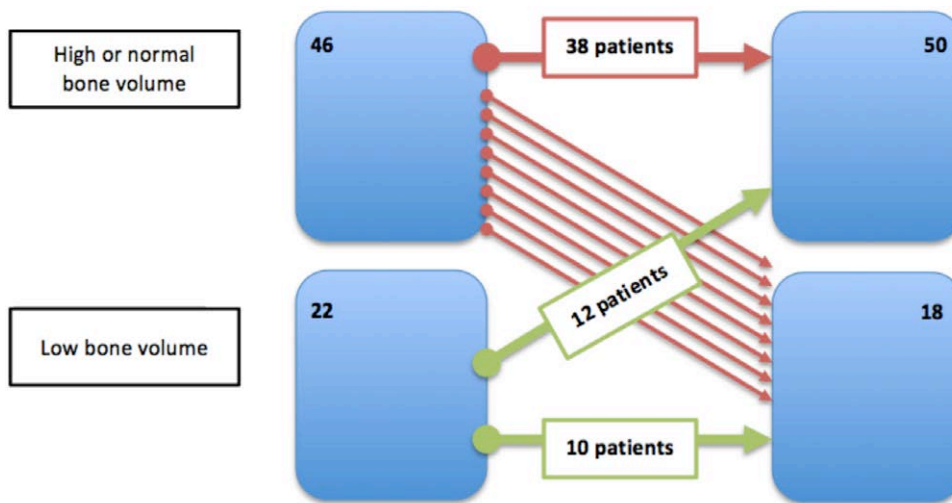 High or normal
bone volume
46
38 patients
50
12 patients
Low bone volume
22
18
10 patients